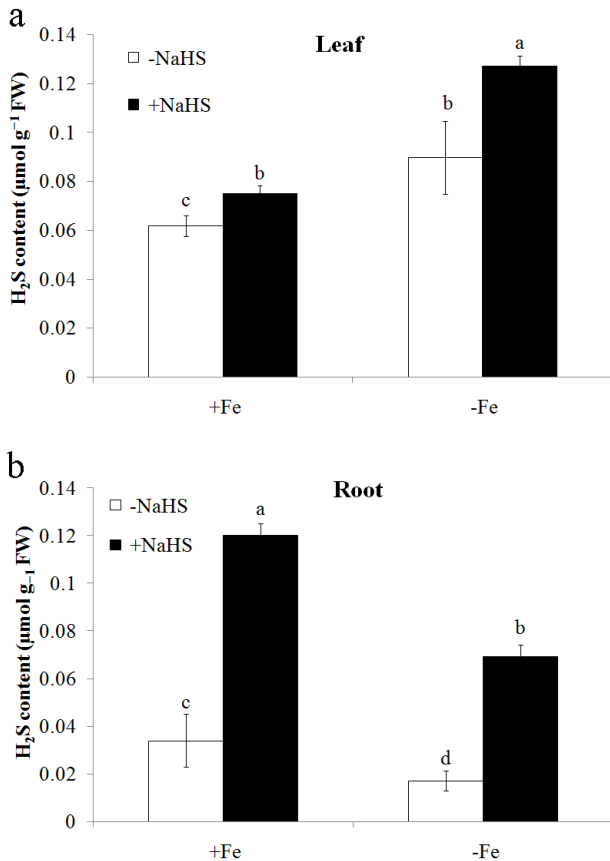 a
Leaf
-NaHS
+NaHS
H₂S content (µmol g⁻¹ FW)
0.14
0.12
0.1
0.08
0.06
0.04
0.02
0
c
b
b
a
+Fe
-Fe
b
Root
-NaHS
+NaHS
H₂S content (µmol g₋₁ FW)
0.14
0.12
0.1
0.08
0.06
0.04
0.02
0
c
a
d
b
+Fe
-Fe